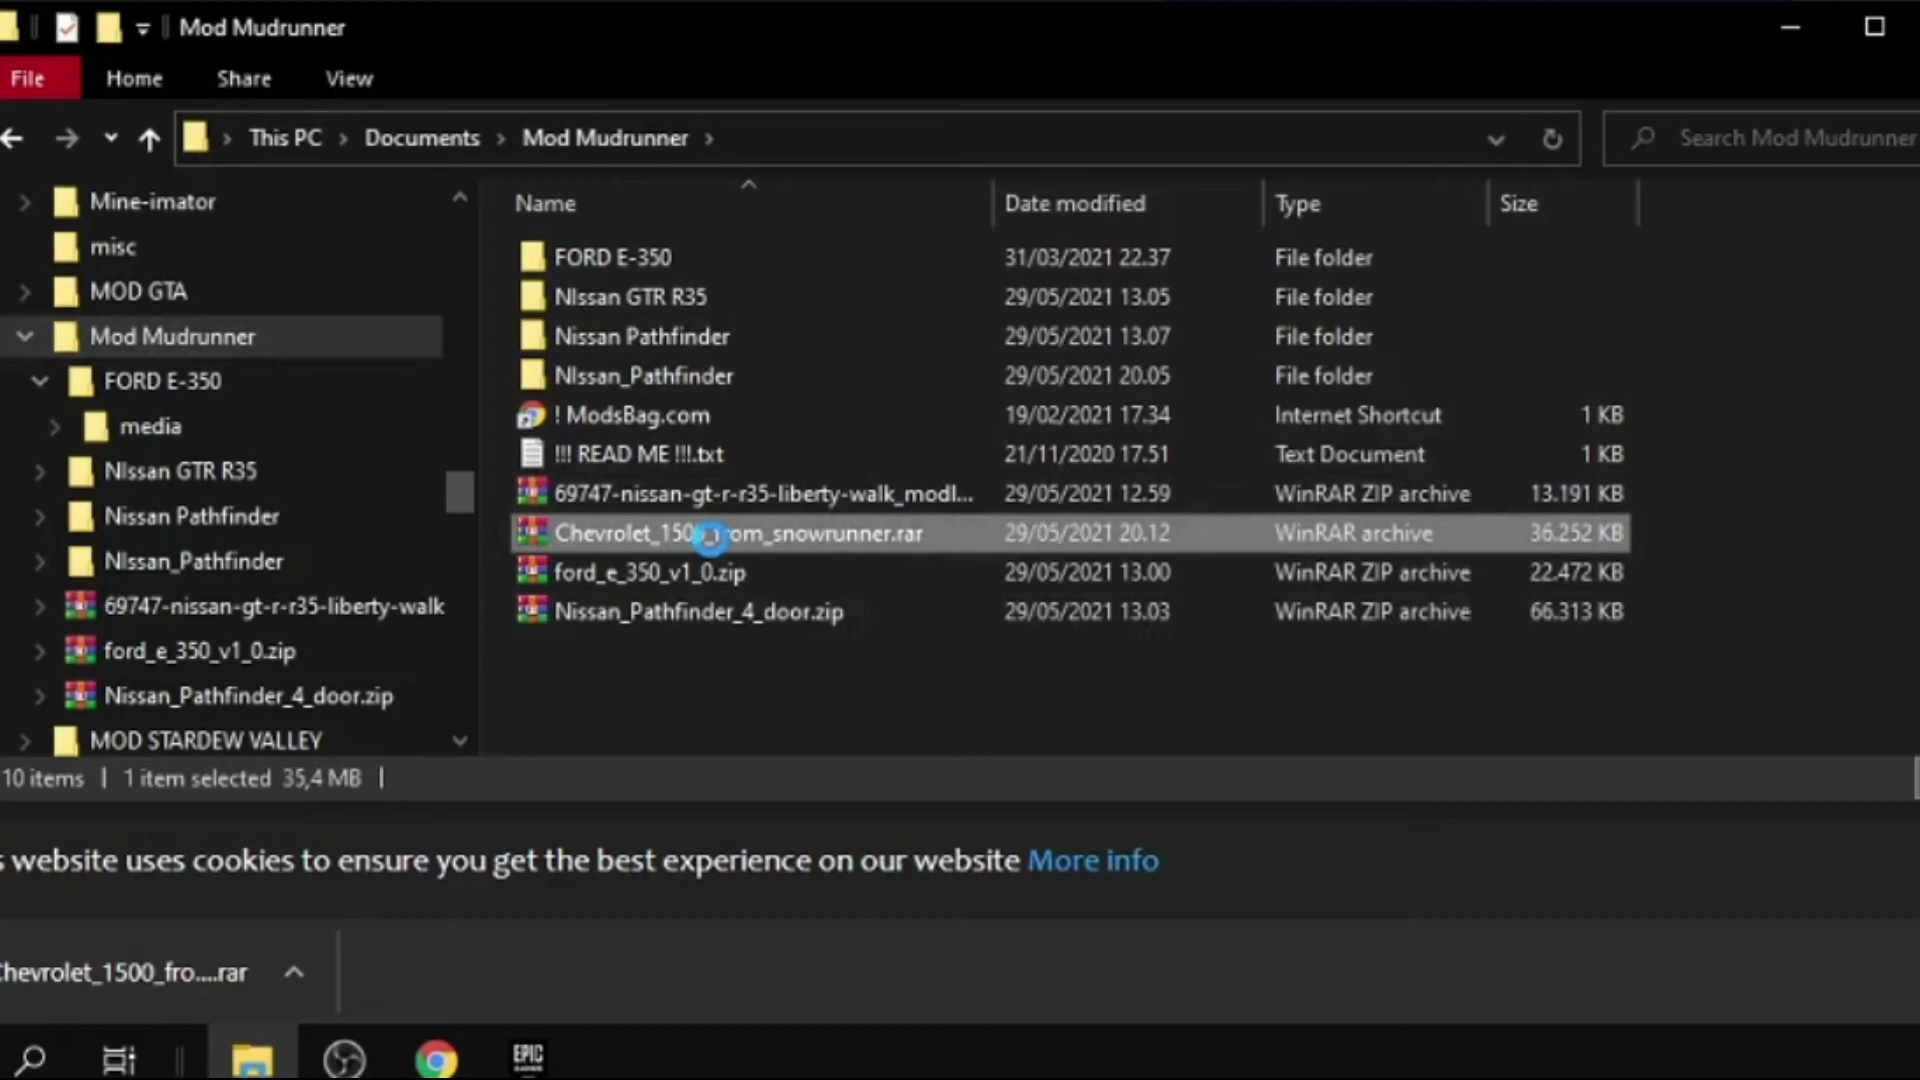 Mod Mudrunner
File Home Share View
This PC Documents Mod Mudrunner
Search Mod Mudrunner
Mine-imator
misc
MOD GTA
Mod Mudrunner
FORD E-350
media
NIssan GTR R35
Nissan Pathfinder
NIssan_Pathfinder
69747-nissan-gt-r-r35-liberty-walk
ford_e_350_v1_0.zip
Nissan_Pathfinder_4_door.zip
MOD STARDEW VALLEY
Name Date modified Type Size
FORD E-350 31/03/2021 22.37 File folder
NIssan GTR R35 29/05/2021 13.05 File folder
Nissan Pathfinder 29/05/2021 13.07 File folder
NIssan_Pathfinder 29/05/2021 20.05 File folder
! ModsBag.com 19/02/2021 17.34 Internet Shortcut 1 KB
!!! READ ME !!!.txt 21/11/2020 17.51 Text Document 1 KB
69747-nissan-gt-r-r35-liberty-walk_modl... 29/05/2021 12.59 WinRAR ZIP archive 13.191 KB
Chevrolet_1500_from_snowrunner.rar 29/05/2021 20.12 WinRAR archive 36.252 KB
ford_e_350_v1_0.zip 29/05/2021 13.00 WinRAR ZIP archive 22.472 KB
Nissan_Pathfinder_4_door.zip 29/05/2021 13.03 WinRAR ZIP archive 66.313 KB
10 items 1 item selected 35,4 MB
s website uses cookies to ensure you get the best experience on our website More info
Chevrolet_1500_fro....rar
EPIC